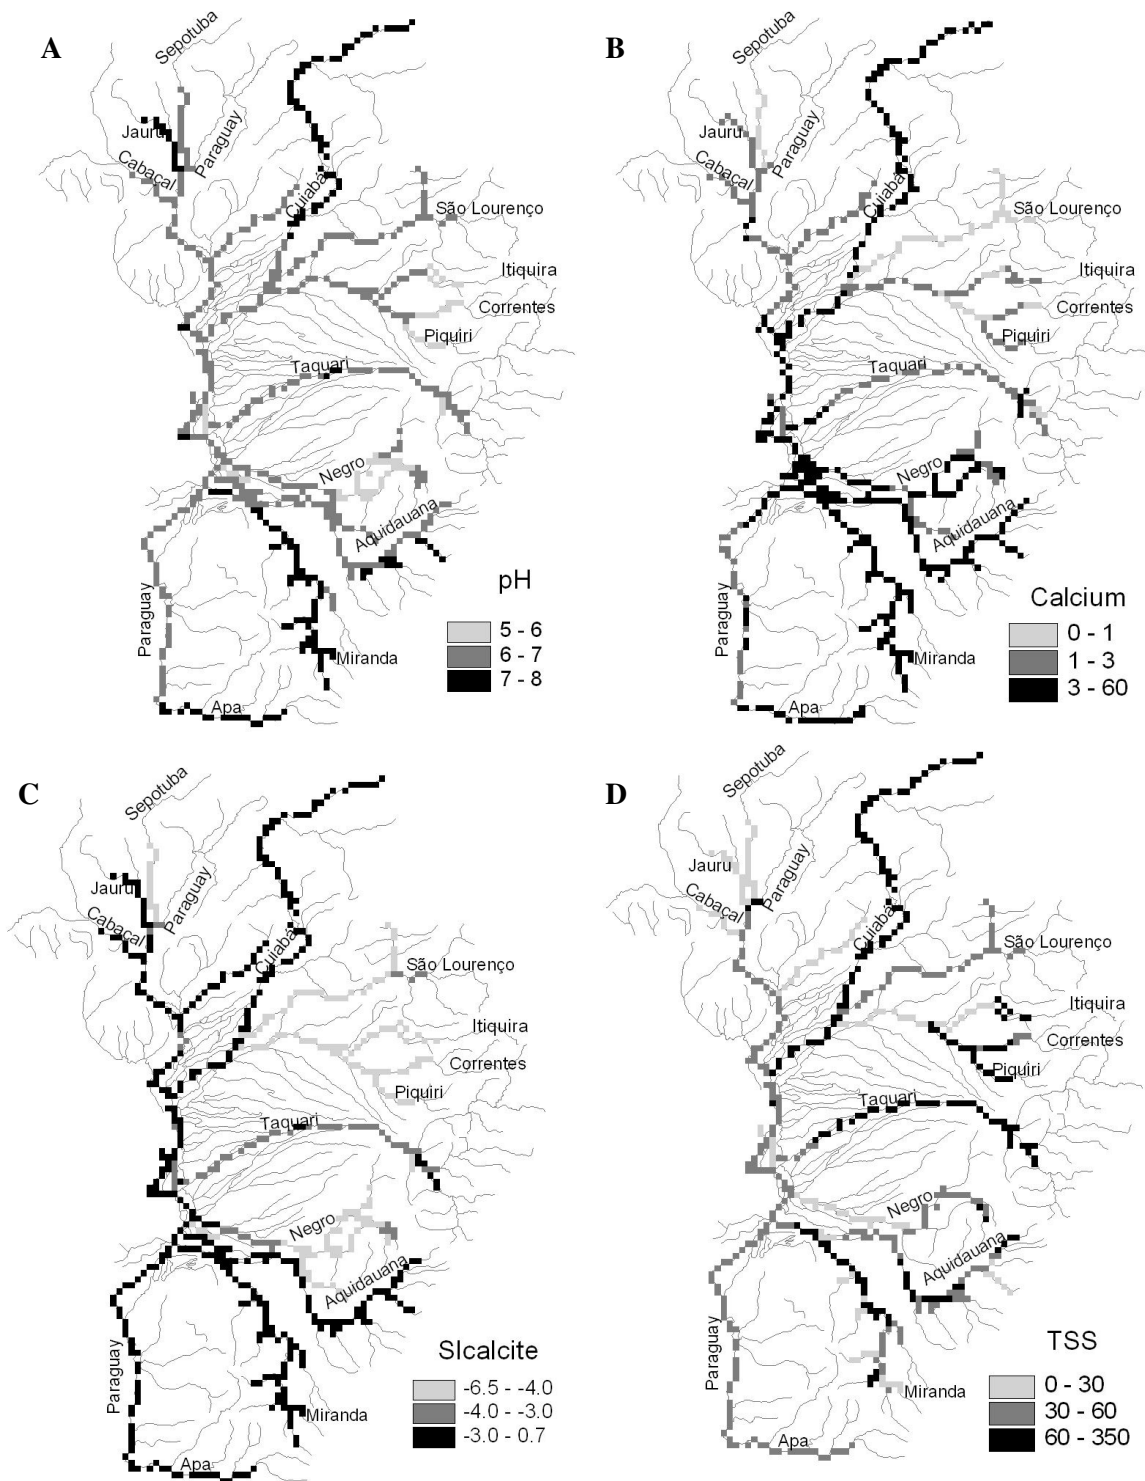 A
Sepotuba
Jauru
Paraguay
Cabaçal
Cuiabá
São Lourenço
Itiquira
Correntes
Piquiri
Taquari
Negro
Aquidauana
Paraguay
Miranda
Apa
pH
5 - 6
6 - 7
7 - 8
B
Sepotuba
Jauru
Paraguay
Cabaçal
Cuiabá
São Lourenço
Itiquira
Correntes
Piquiri
Taquari
Negro
Aquidauana
Paraguay
Miranda
Apa
Calcium
0 - 1
1 - 3
3 - 60
C
Sepotuba
Jauru
Paraguay
Cabaçal
Cuiabá
São Lourenço
Itiquira
Correntes
Piquiri
Taquari
Negro
Aquidauana
Paraguay
Miranda
Apa
SIcalcite
-6.5 - -4.0
-4.0 - -3.0
-3.0 - 0.7
D
Sepotuba
Jauru
Paraguay
Cabaçal
Cuiabá
São Lourenço
Itiquira
Correntes
Piquiri
Taquari
Negro
Aquidauana
Paraguay
Miranda
Apa
TSS
0 - 30
30 - 60
60 - 350